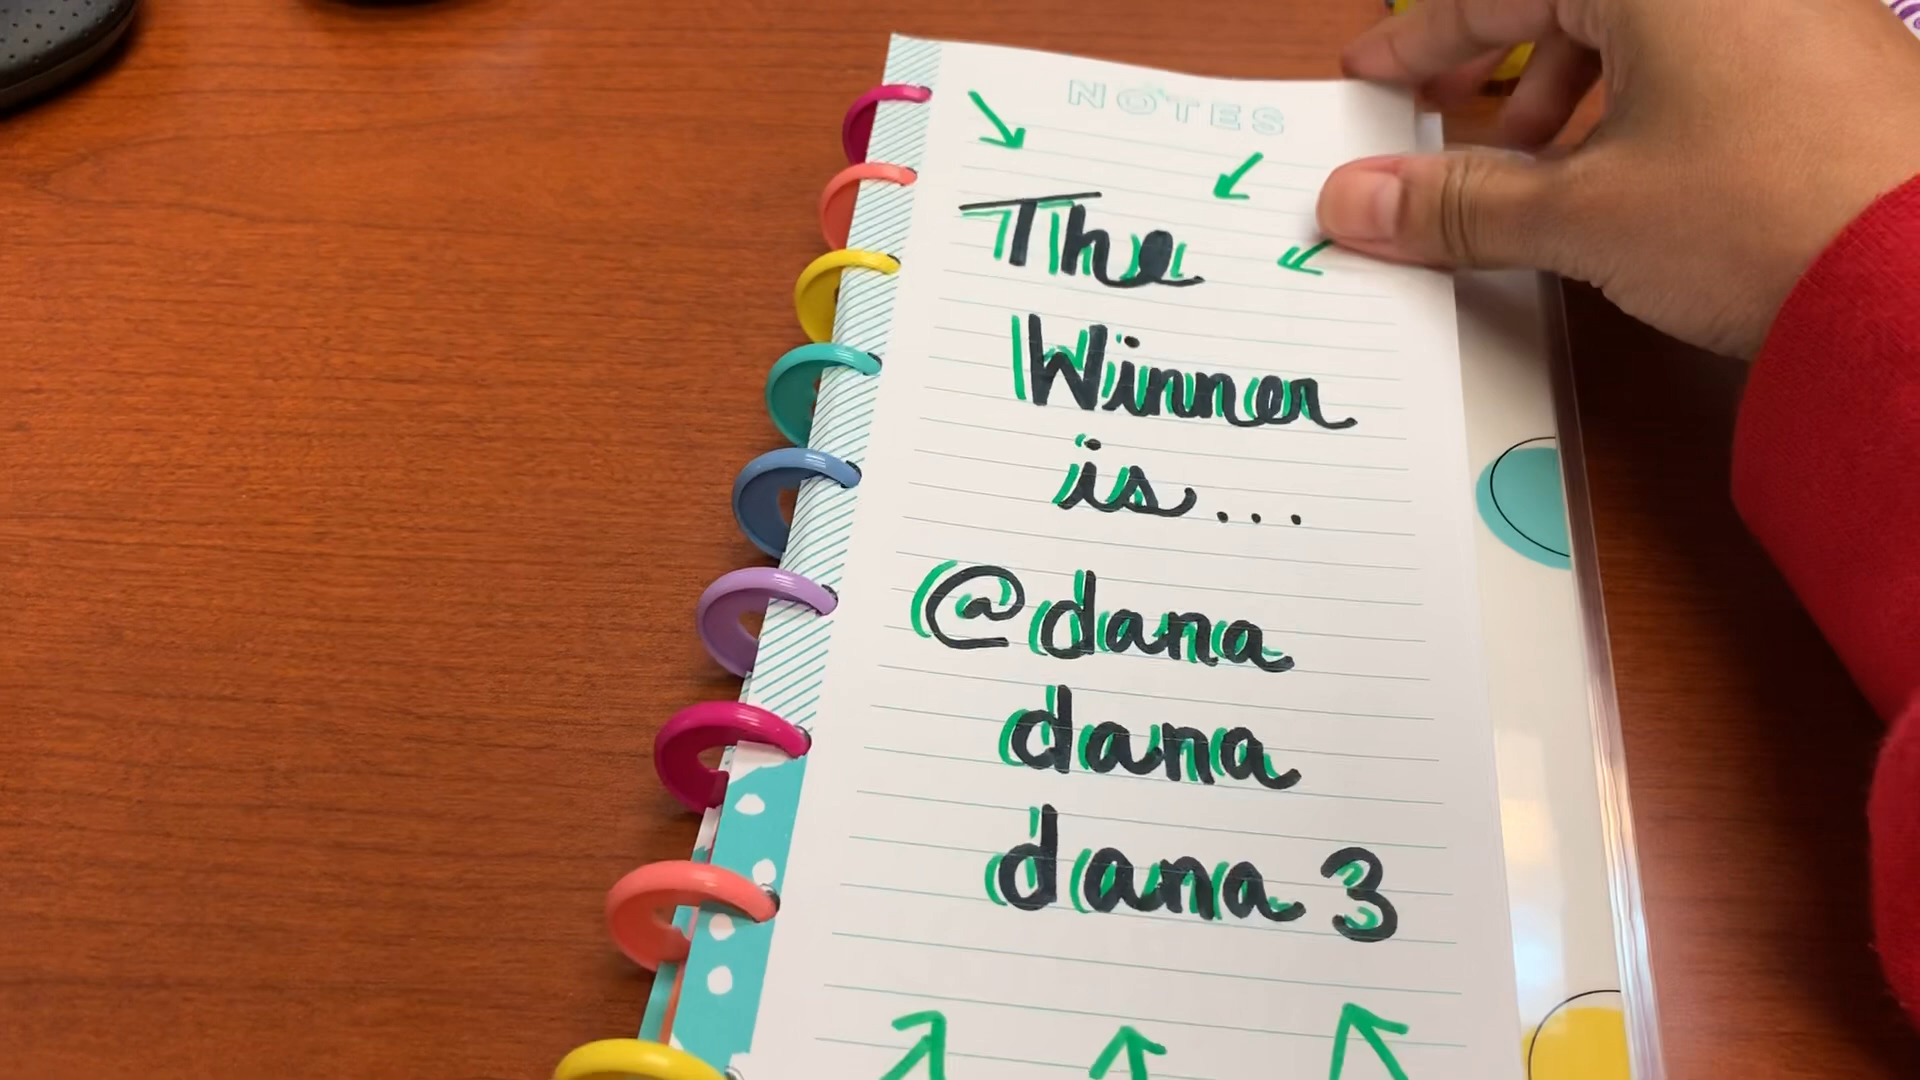 NOTES
The
Winner
is...
@dana
dana
dana 3